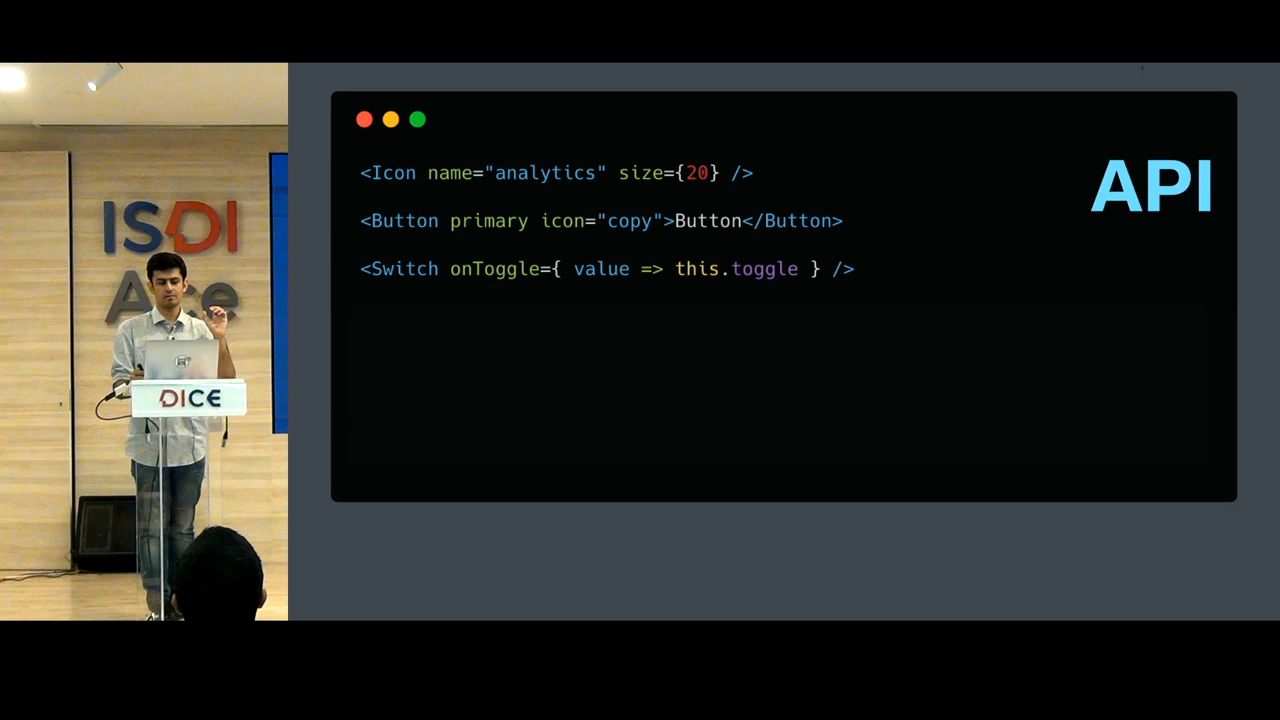 ISDI
Ace
DICE
API
<Icon name="analytics" size={20} />
<Button primary icon="copy">Button</Button>
<Switch onToggle={ value => this.toggle } />